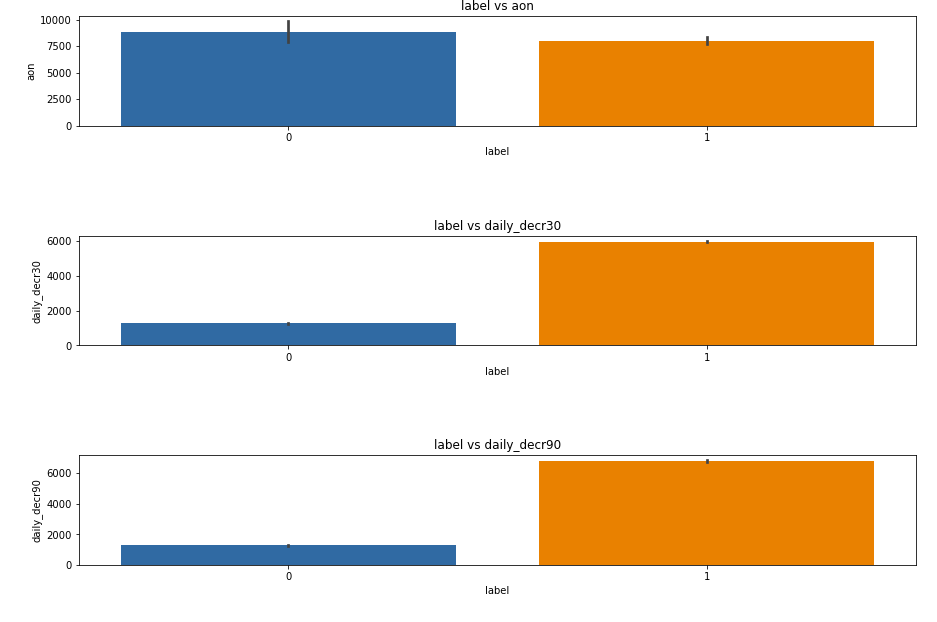 label vs aon
10000
7500
5000
2500
0
aon
0
1
label
label vs daily_decr30
6000
4000
2000
0
daily_decr30
0
1
label
label vs daily_decr90
6000
4000
2000
0
daily_decr90
0
1
label